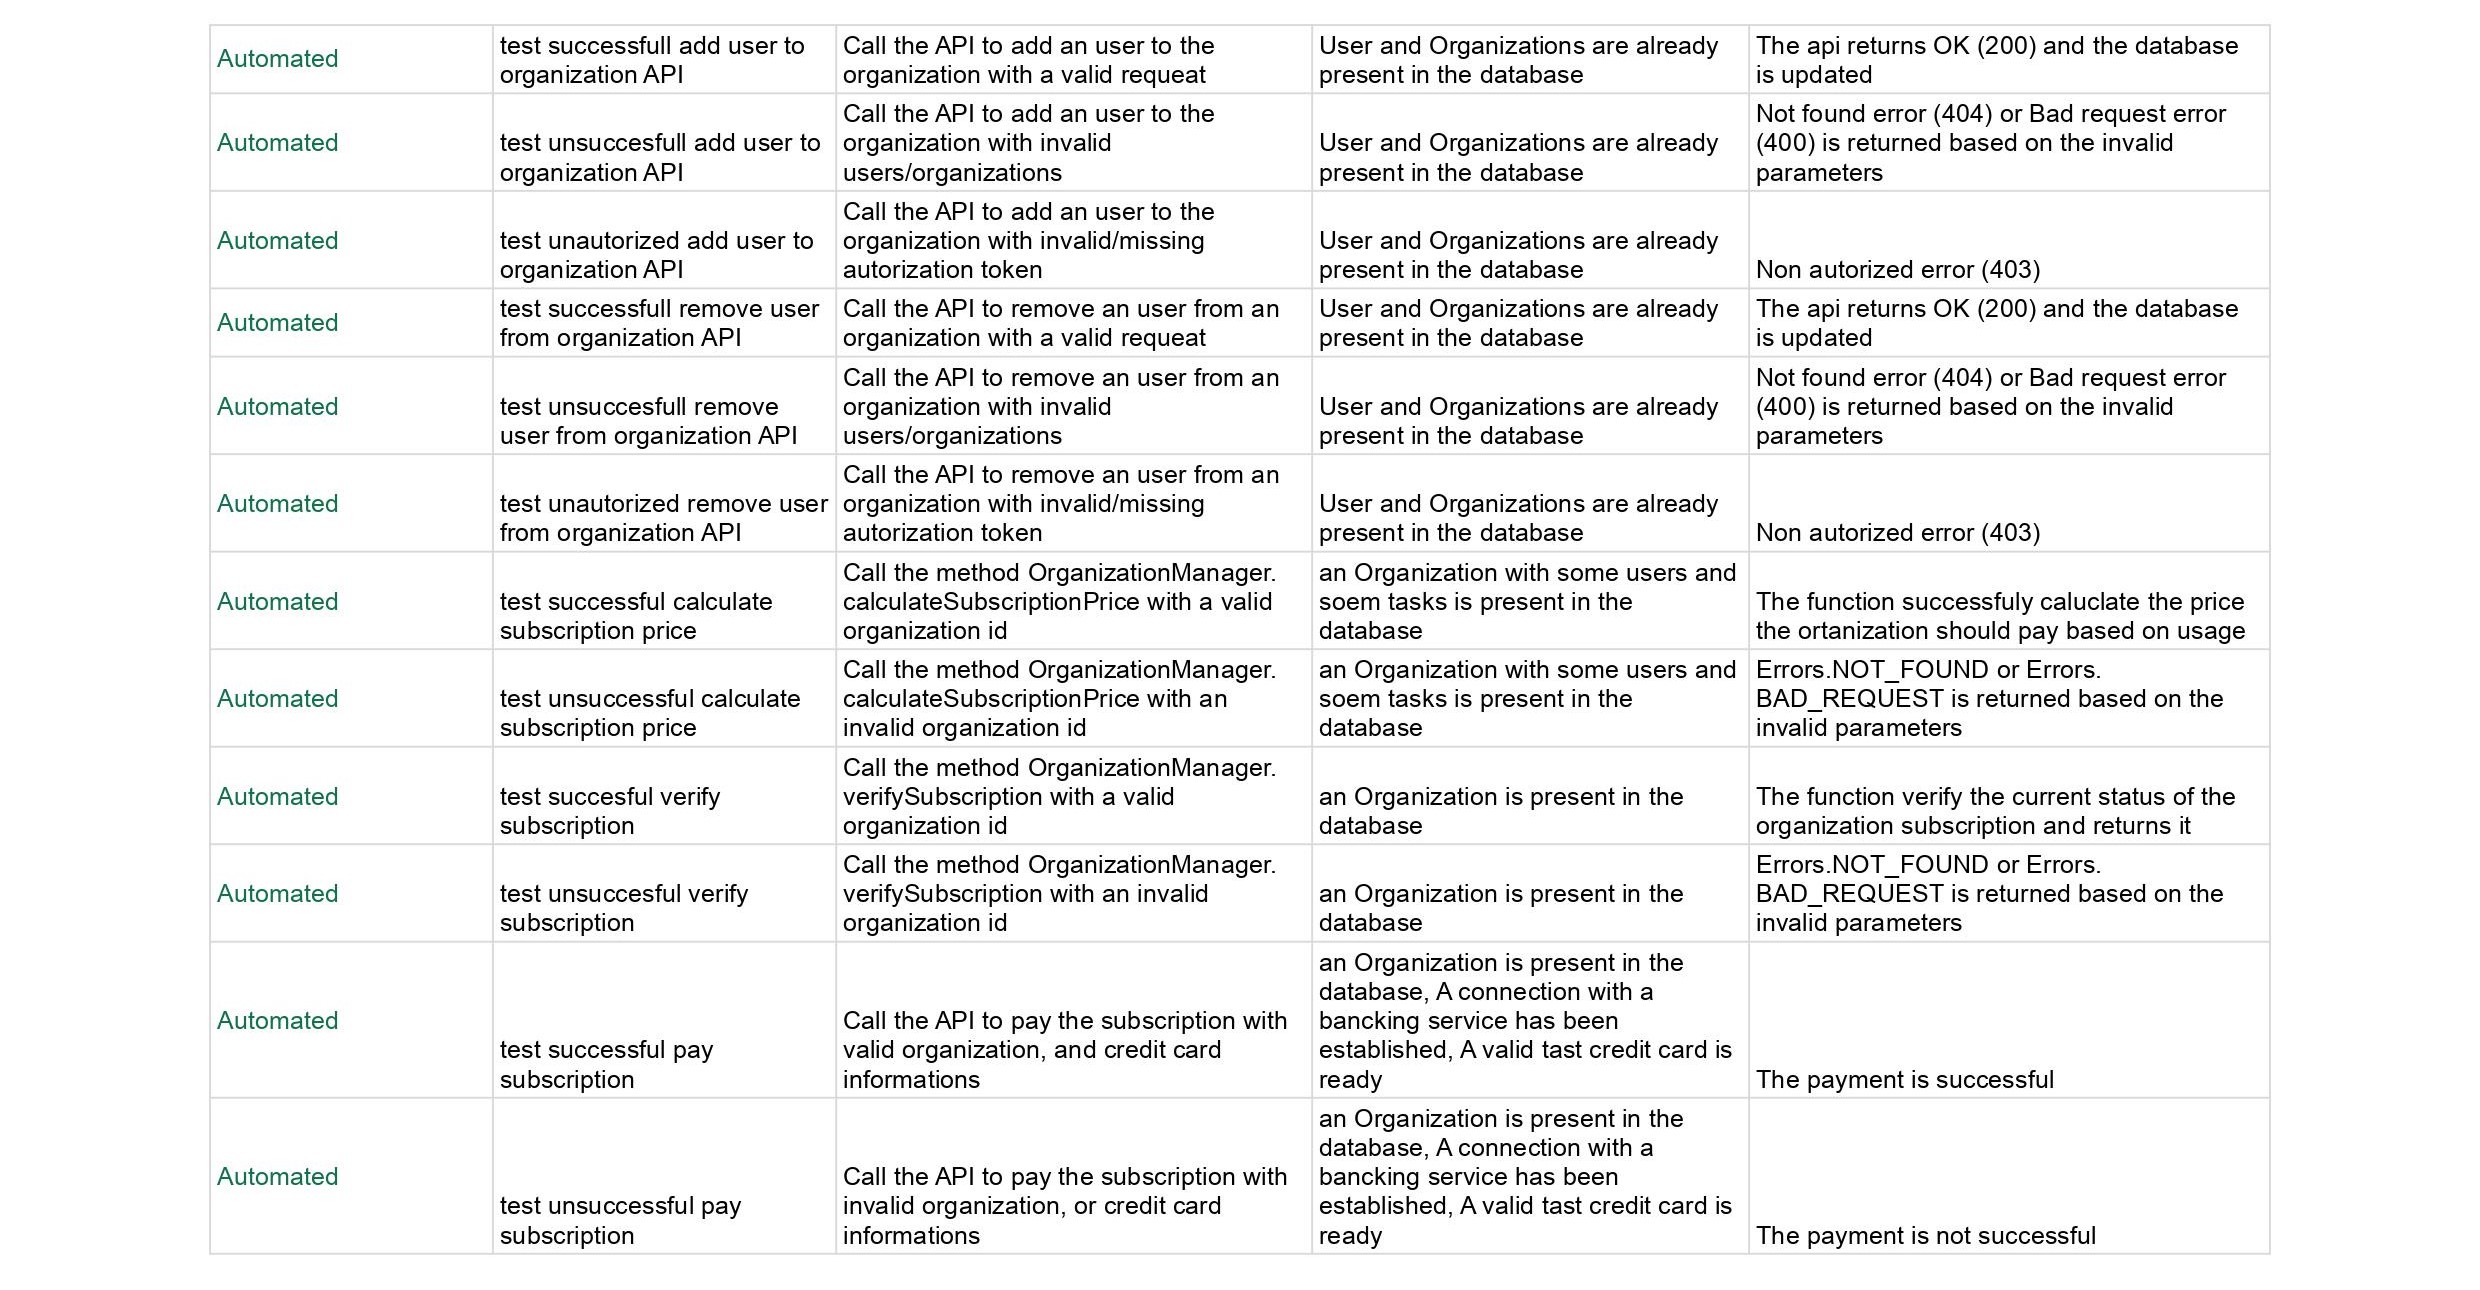 Automated
test successfull add user to
organization API
Call the API to add an user to the
organization with a valid requeat
User and Organizations are already
present in the database
The api returns OK (200) and the database
is updated
Automated
test unsuccesfull add user to
organization API
Call the API to add an user to the
organization with invalid
users/organizations
User and Organizations are already
present in the database
Not found error (404) or Bad request error
(400) is returned based on the invalid
parameters
Automated
test unautorized add user to
organization API
Call the API to add an user to the
organization with invalid/missing
autorization token
User and Organizations are already
present in the database
Non autorized error (403)
Automated
test successfull remove user
from organization API
Call the API to remove an user from an
organization with a valid requeat
User and Organizations are already
present in the database
The api returns OK (200) and the database
is updated
Automated
test unsuccesfull remove
user from organization API
Call the API to remove an user from an
organization with invalid
users/organizations
User and Organizations are already
present in the database
Not found error (404) or Bad request error
(400) is returned based on the invalid
parameters
Automated
test unautorized remove user
from organization API
Call the API to remove an user from an
organization with invalid/missing
autorization token
User and Organizations are already
present in the database
Non autorized error (403)
Automated
test successful calculate
subscription price
Call the method OrganizationManager.
calculateSubscriptionPrice with a valid
organization id
an Organization with some users and
soem tasks is present in the
database
The function successfuly caluclate the price
the ortanization should pay based on usage
Automated
test unsuccessful calculate
subscription price
Call the method OrganizationManager.
calculateSubscriptionPrice with an
invalid organization id
an Organization with some users and
soem tasks is present in the
database
Errors.NOT_FOUND or Errors.
BAD_REQUEST is returned based on the
invalid parameters
Automated
test succesful verify
subscription
Call the method OrganizationManager.
verifySubscription with a valid
organization id
an Organization is present in the
database
The function verify the current status of the
organization subscription and returns it
Automated
test unsuccesful verify
subscription
Call the method OrganizationManager.
verifySubscription with an invalid
organization id
an Organization is present in the
database
Errors.NOT_FOUND or Errors.
BAD_REQUEST is returned based on the
invalid parameters
Automated
test successful pay
subscription
Call the API to pay the subscription with
valid organization, and credit card
informations
an Organization is present in the
database, A connection with a
bancking service has been
established, A valid tast credit card is
ready
The payment is successful
Automated
test unsuccessful pay
subscription
Call the API to pay the subscription with
invalid organization, or credit card
informations
an Organization is present in the
database, A connection with a
bancking service has been
established, A valid tast credit card is
ready
The payment is not successful